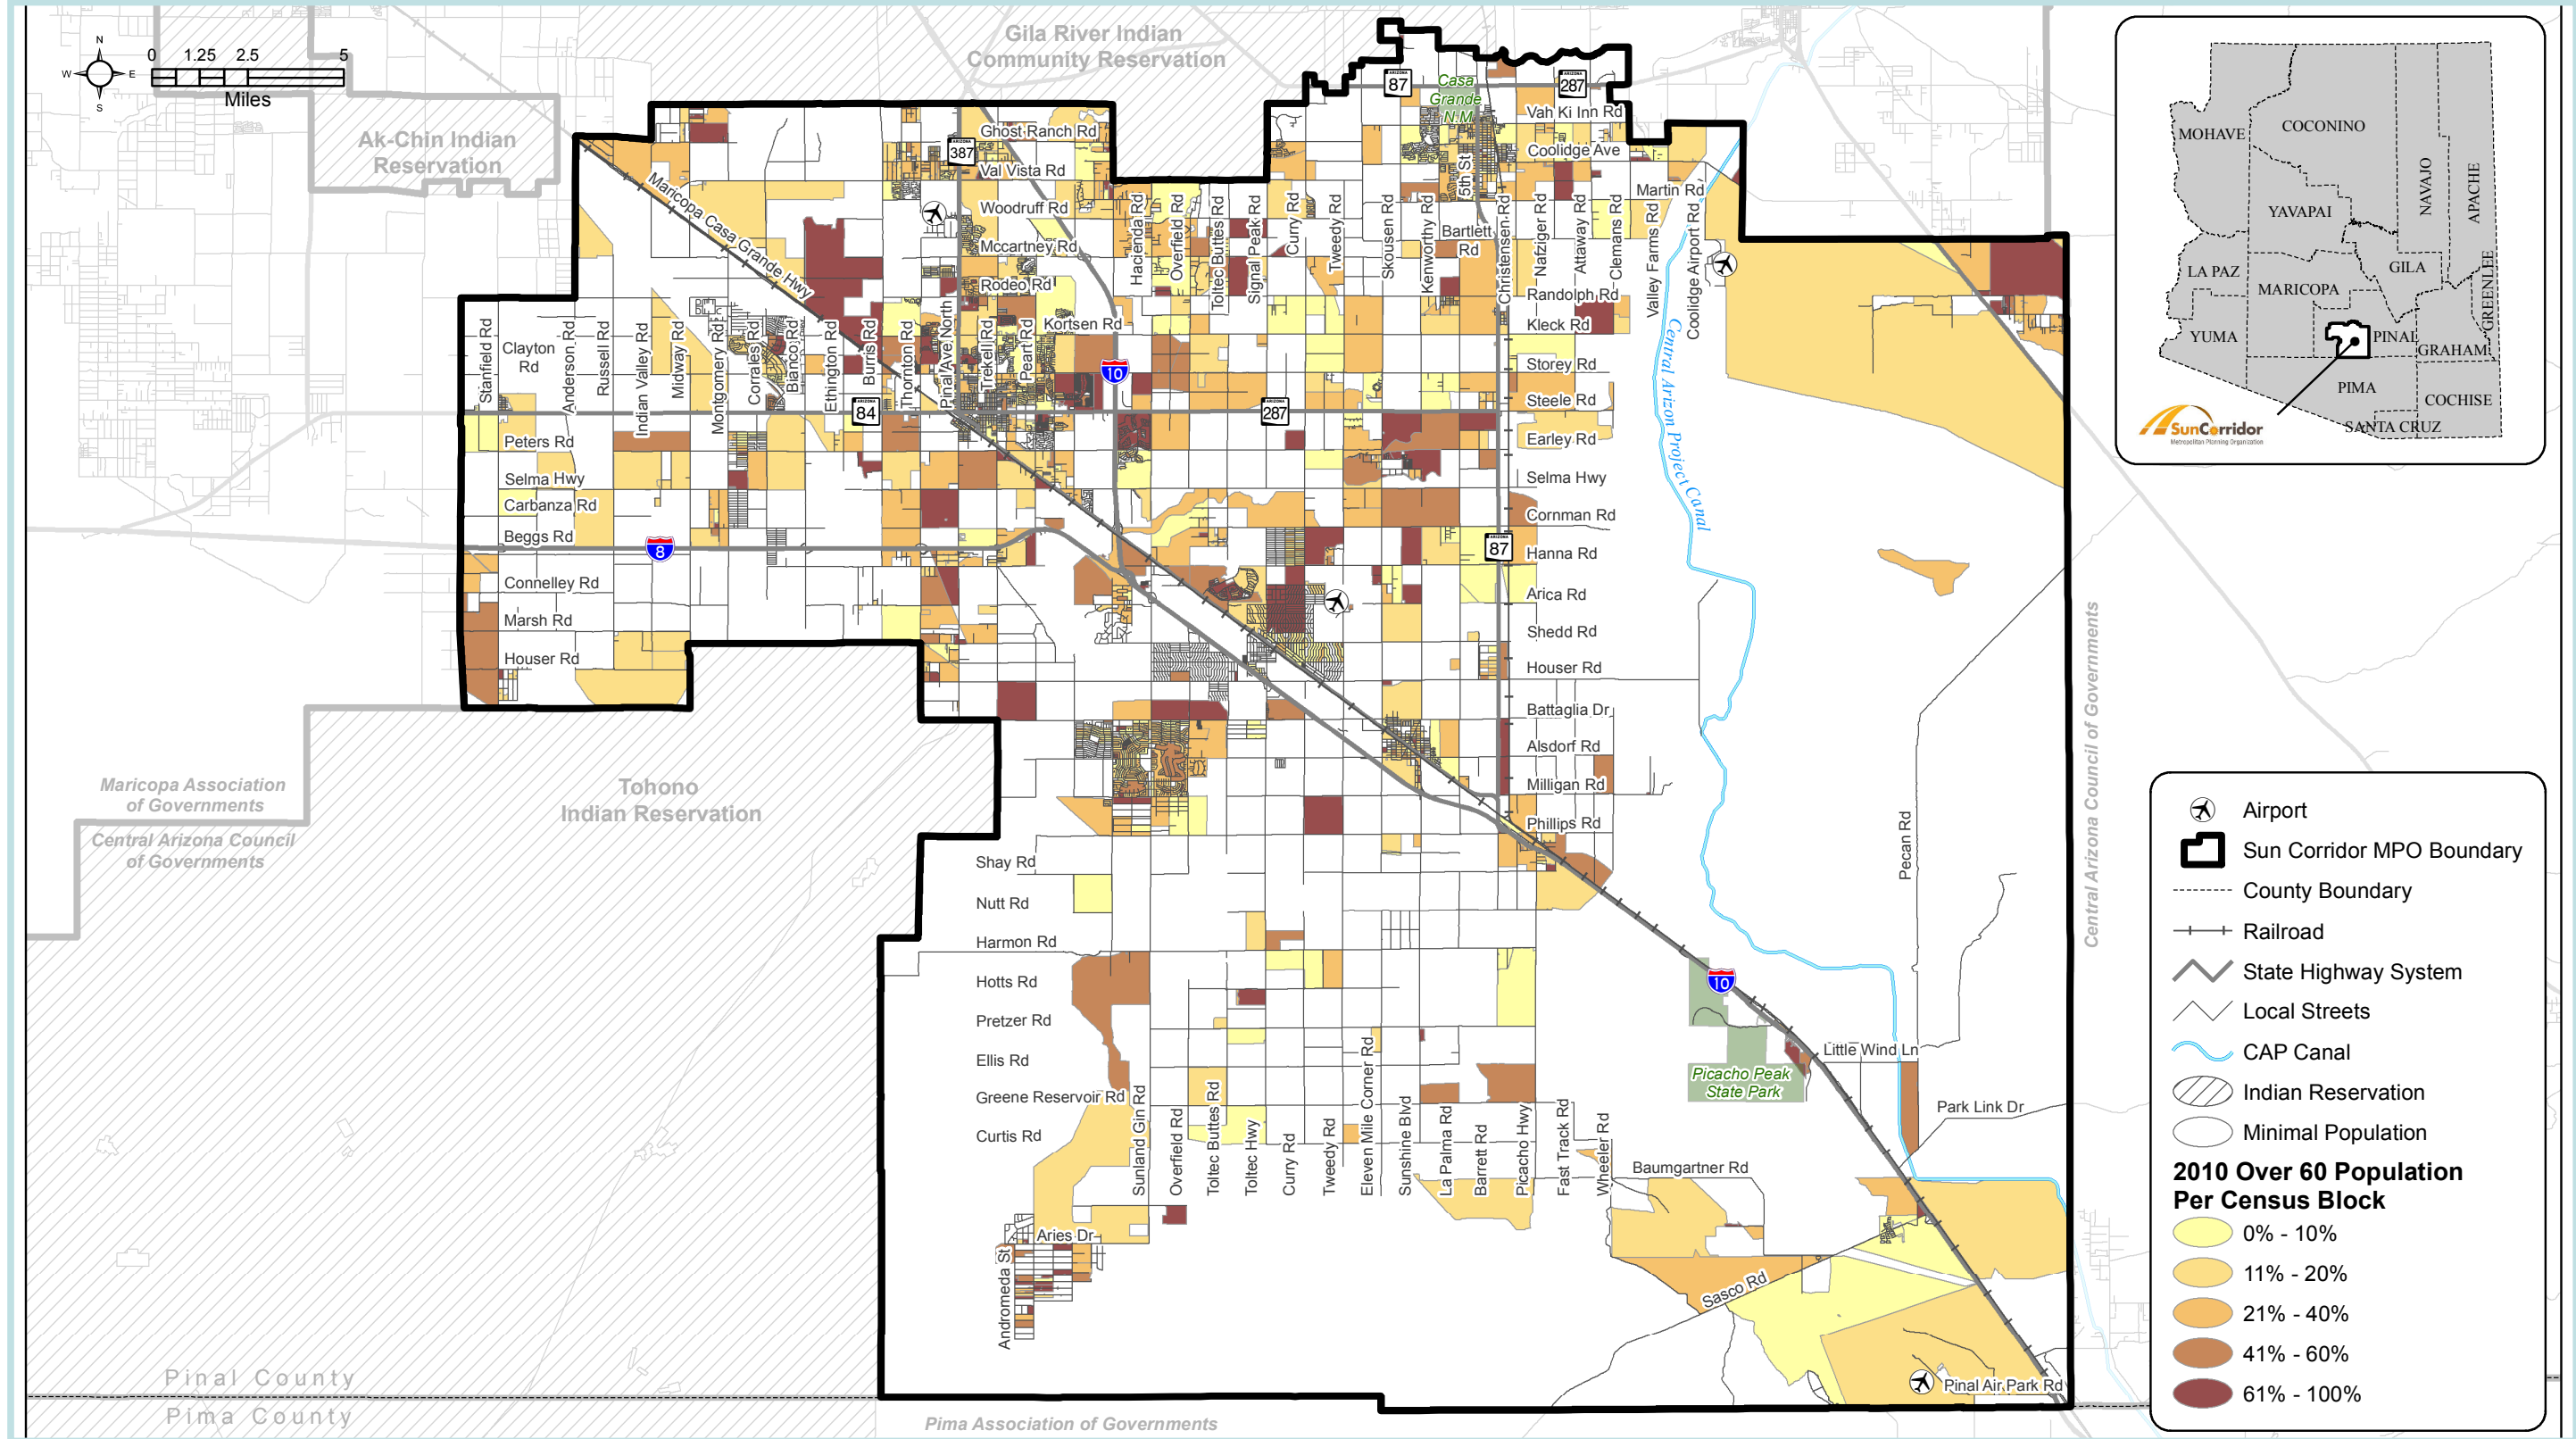 Gila River Indian
Community Reservation
N
W
E
S
0
1.25
2.5
5
Miles
Ak-Chin Indian
Reservation
ARIZONA
87
Casa
Grande
N.M.
ARIZONA
287
Vah Ki Inn Rd
Ghost Ranch Rd
ARIZONA
387
Val Vista Rd
Coolidge Ave
5th St
Maricopa Casa Grande Hwy
Woodruff Rd
Mccartney Rd
Rodeo Rd
Kortsen Rd
Hacienda Rd
Overfield Rd
Toltec Buttes Rd
Signal Peak Rd
Curry Rd
Tweedy Rd
Skousen Rd
Kenworthy Rd
Bartlett
Rd
Christensen Rd
Nafziger Rd
Attaway Rd
Clemans Rd
Valley Farms Rd
Martin Rd
Coolidge Airport Rd
Randolph Rd
Kleck Rd
Storey Rd
Steele Rd
Earley Rd
Selma Hwy
Cornman Rd
Hanna Rd
Arica Rd
Shedd Rd
Houser Rd
Battaglia Dr
Alsdorf Rd
Milligan Rd
Phillips Rd
Central Arizona Project Canal
Stanfield Rd
Clayton
Rd
Anderson Rd
Russell Rd
Indian Valley Rd
Midway Rd
Montgomery Rd
Corrales Rd
Bianco Rd
Ethington Rd
Burris Rd
Thornton Rd
Pinal Ave North
Trekell Rd
Peart Rd
10
ARIZONA
84
ARIZONA
287
Peters Rd
Selma Hwy
Carbanza Rd
Beggs Rd
8
ARIZONA
87
Connelley Rd
Marsh Rd
Houser Rd
Maricopa Association
of Governments
Central Arizona Council
of Governments
Tohono
Indian Reservation
Shay Rd
Nutt Rd
Harmon Rd
Hotts Rd
Pretzer Rd
Ellis Rd
Greene Reservoir Rd
Curtis Rd
Sunland Gin Rd
Overfield Rd
Toltec Buttes Rd
Toltec Hwy
Curry Rd
Tweedy Rd
Eleven Mile Corner Rd
Sunshine Blvd
La Palma Rd
Barrett Rd
Picacho Hwy
Fast Track Rd
Wheeler Rd
Aries Dr
Andromeda St
10
Picacho Peak
State Park
Little Wind Ln
Pecan Rd
Park Link Dr
Baumgartner Rd
Sasco Rd
Pinal Air Park Rd
Central Arizona Council of Governments
Pinal County
Pima County
Pima Association of Governments
MOHAVE
COCONINO
NAVAJO
APACHE
YAVAPAI
LA PAZ
GILA
MARICOPA
GREENLEE
YUMA
PINAL
GRAHAM
PIMA
COCHISE
SANTA CRUZ
SunCorridor
Metropolitan Planning Organization
Airport
Sun Corridor MPO Boundary
County Boundary
Railroad
State Highway System
Local Streets
CAP Canal
Indian Reservation
Minimal Population
2010 Over 60 Population
Per Census Block
0% - 10%
11% - 20%
21% - 40%
41% - 60%
61% - 100%